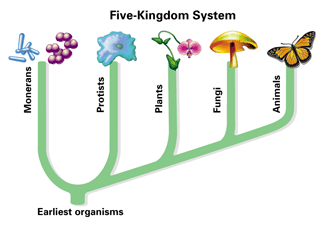 Five-Kingdom System
Monerans
Protists
Plants
Fungi
Animals
Earliest organisms